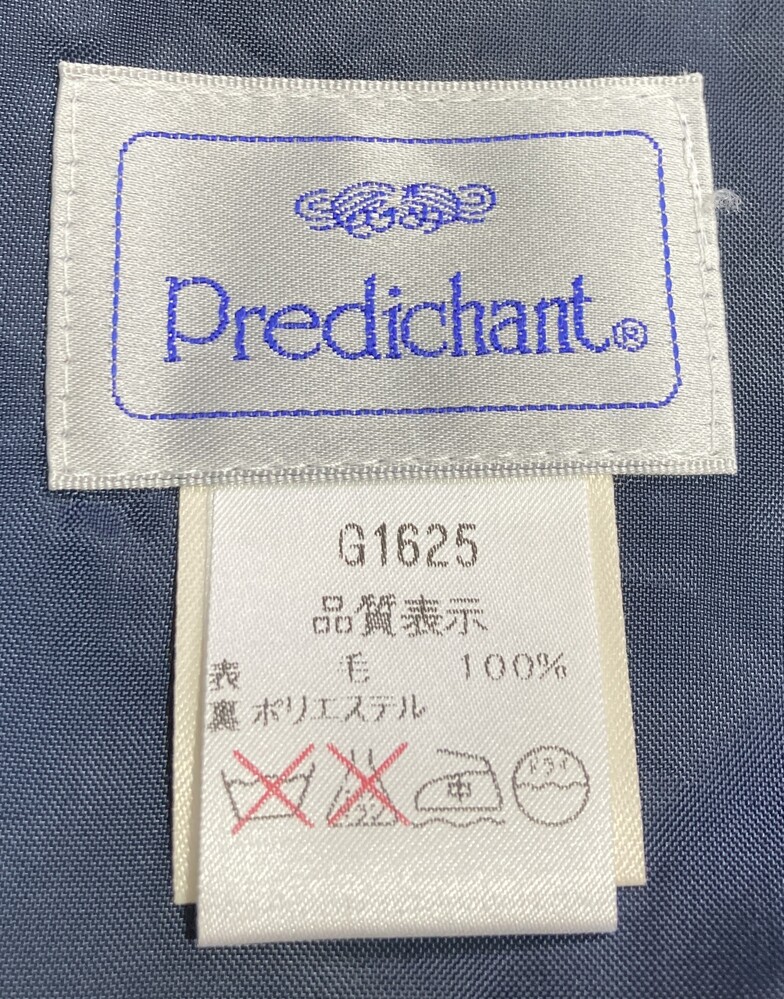 Predichant®
G1625
品質表示
表 毛 100%
裏 ポリエステル
中 ドライ